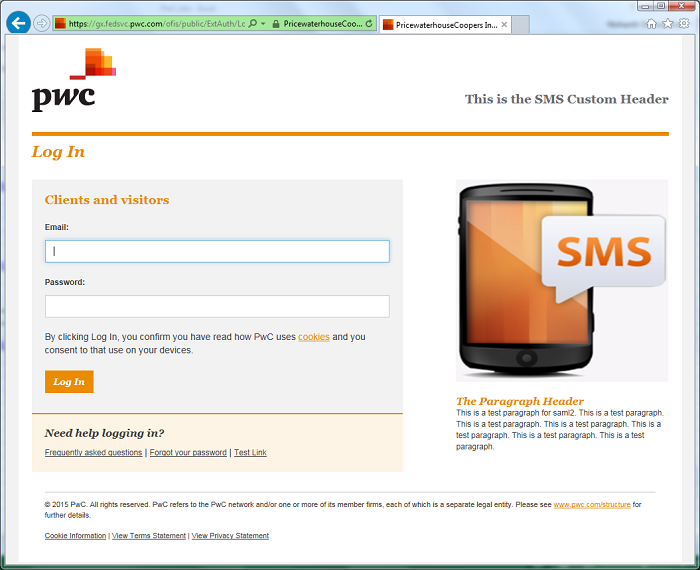 https://gx.fedsvc.pwc.com/ofis/public/ExtAuth/Lc
PricewaterhouseCoo...
PricewaterhouseCoopers In...
pwc
This is the SMS Custom Header
Log In
Clients and visitors
Email:
Password:
By clicking Log In, you confirm you have read how PwC uses cookies and you
consent to that use on your devices.
Log In
Need help logging in?
Frequently asked questions | Forgot your password | Test Link
SMS
The Paragraph Header
This is a test paragraph for saml2. This is a test paragraph.
This is a test paragraph. This is a test paragraph. This is a
test paragraph. This is a test paragraph. This is a test
paragraph.
© 2015 PwC. All rights reserved. PwC refers to the PwC network and/or one or more of its member firms, each of which is a separate legal entity. Please see www.pwc.com/structure for
further details.
Cookie Information | View Terms Statement | View Privacy Statement